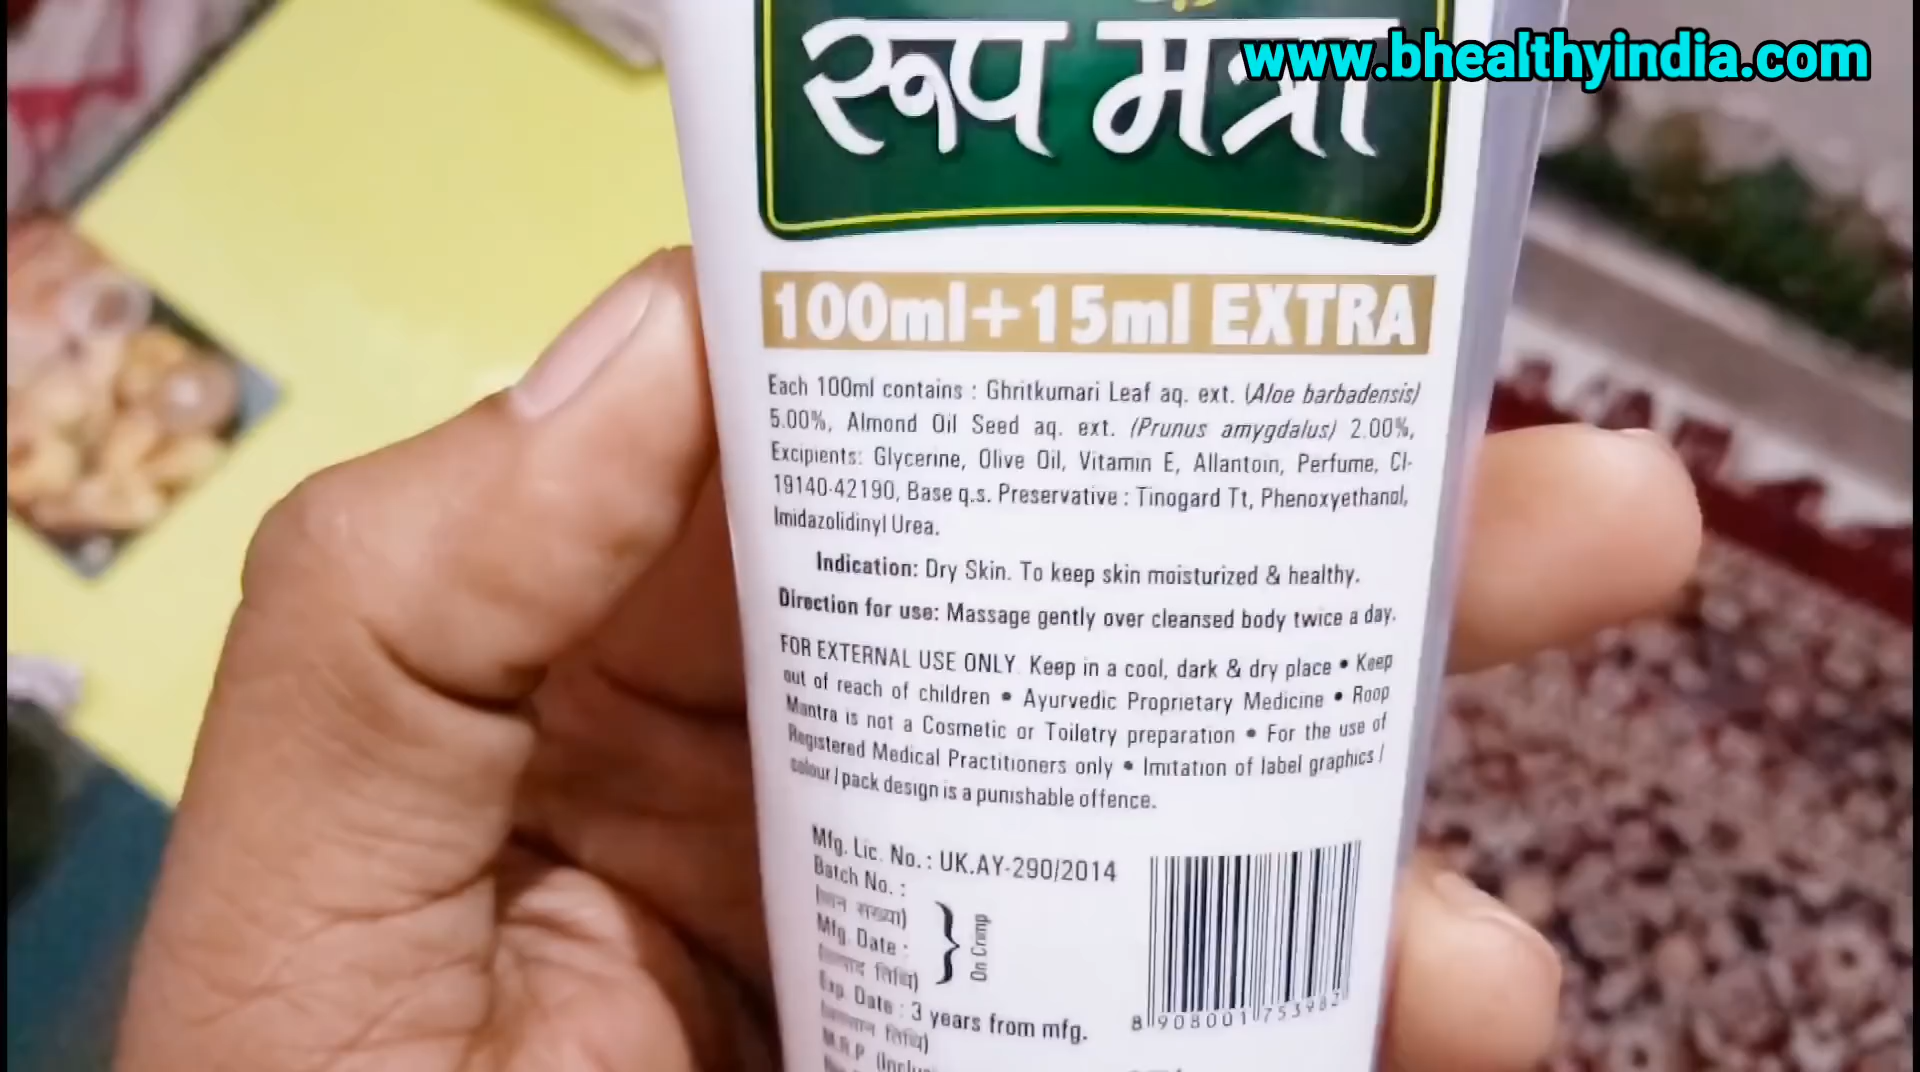 www.bhealthyindia.com
रूप मंत्रा
100ml+15ml EXTRA
Each 100ml contains : Ghritkumari Leaf aq. ext. (Aloe barbadensis)
5.00%, Almond Oil Seed aq. ext. (Prunus amygdalus) 2.00%,
Excipients: Glycerine, Olive Oil, Vitamin E, Allantoin, Perfume, CI-
19140-42190, Base q.s. Preservative : Tinogard Tt, Phenoxyethanol,
Imidazolidinyl Urea.
Indication: Dry Skin. To keep skin moisturized & healthy.
Direction for use: Massage gently over cleansed body twice a day.
FOR EXTERNAL USE ONLY. Keep in a cool, dark & dry place • Keep
out of reach of children • Ayurvedic Proprietary Medicine • Roop
Mantra is not a Cosmetic or Toiletry preparation • For the use of
Registered Medical Practitioners only • Imitation of label graphics /
colour / pack design is a punishable offence.
Mfg. Lic. No. : UK.AY-290/2014
Batch No. :
संख्या)
Mfg. Date :
तिथि)
} On Crimp
Exp. Date : 3 years from mfg.
तिथि)
M.R.P.
8 908001 753982